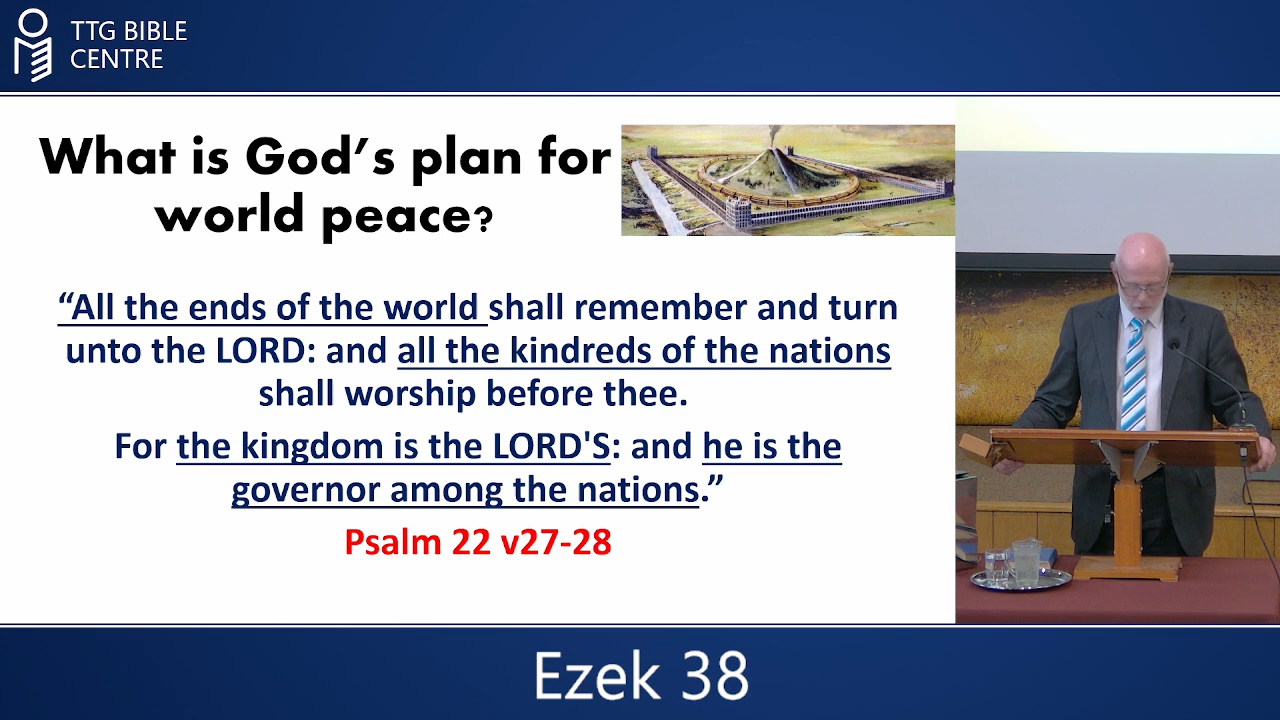 TTG BIBLE
CENTRE
What is God's plan for
world peace?
“All the ends of the world shall remember and turn
unto the LORD: and all the kindreds of the nations
shall worship before thee.
For the kingdom is the LORD'S: and he is the
governor among the nations.”
Psalm 22 v27-28
Ezek 38